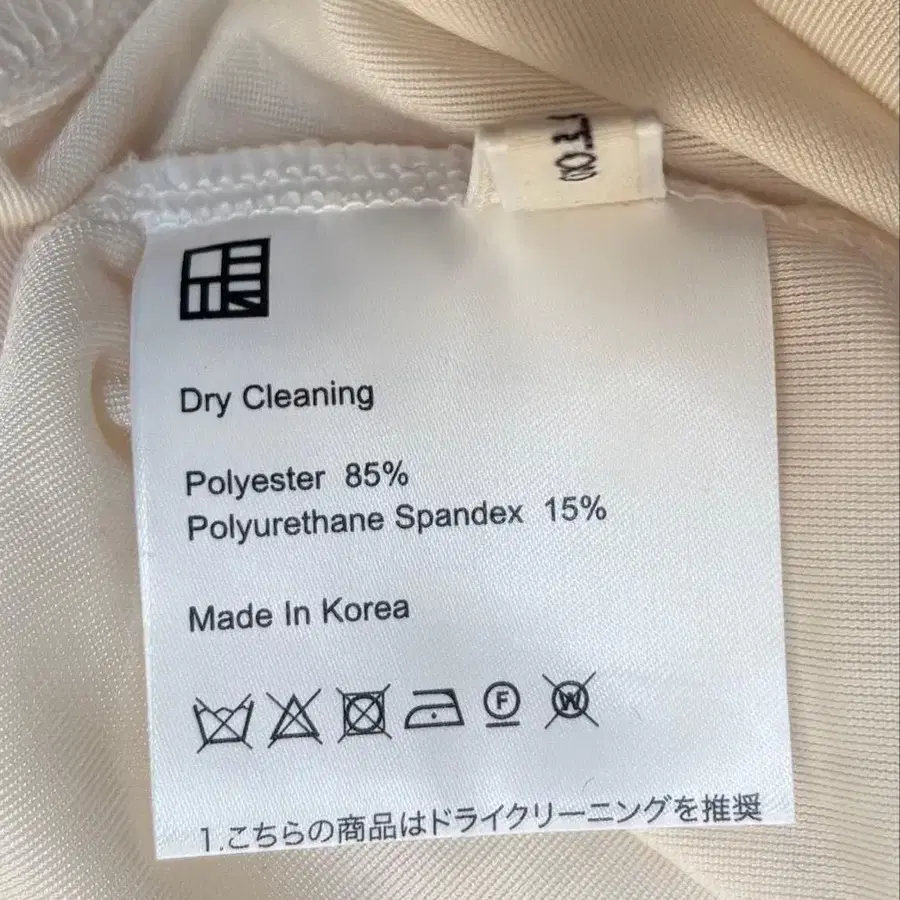 Dry Cleaning
Polyester 85%
Polyurethane Spandex 15%
Made In Korea
F W
1.こちらの商品はドライクリーニングを推奨